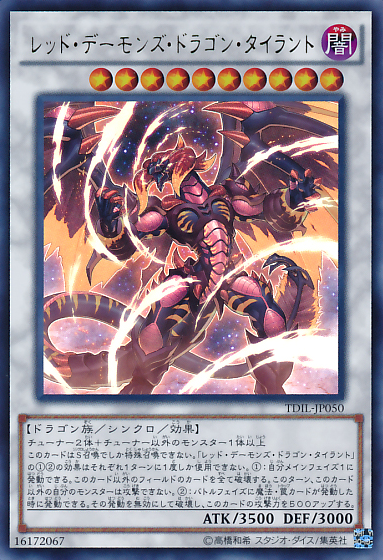 レッド・デーモンズ・ドラゴン・タイラント 闇
TDIL-JP050
【ドラゴン族/シンクロ/効果】
チューナー2体+チューナー以外のモンスター1体以上
このカードはS召喚でしか特殊召喚できない。「レッド・デーモンズ・ドラゴン・タイラント」
の①②の効果はそれぞれ1ターンに1度しか使用できない。①:自分メインフェイズ1に
発動できる。このカード以外のフィールドのカードを全て破壊する。このターン、このカード
以外の自分のモンスターは攻撃できない。②:バトルフェイズに魔法・罠カードが発動した
時に発動できる。その発動を無効にして破壊し、このカードの攻撃力を500アップする。
ATK/3500 DEF/3000
16172067 ©高橋和希 スタジオ・ダイス/集英社